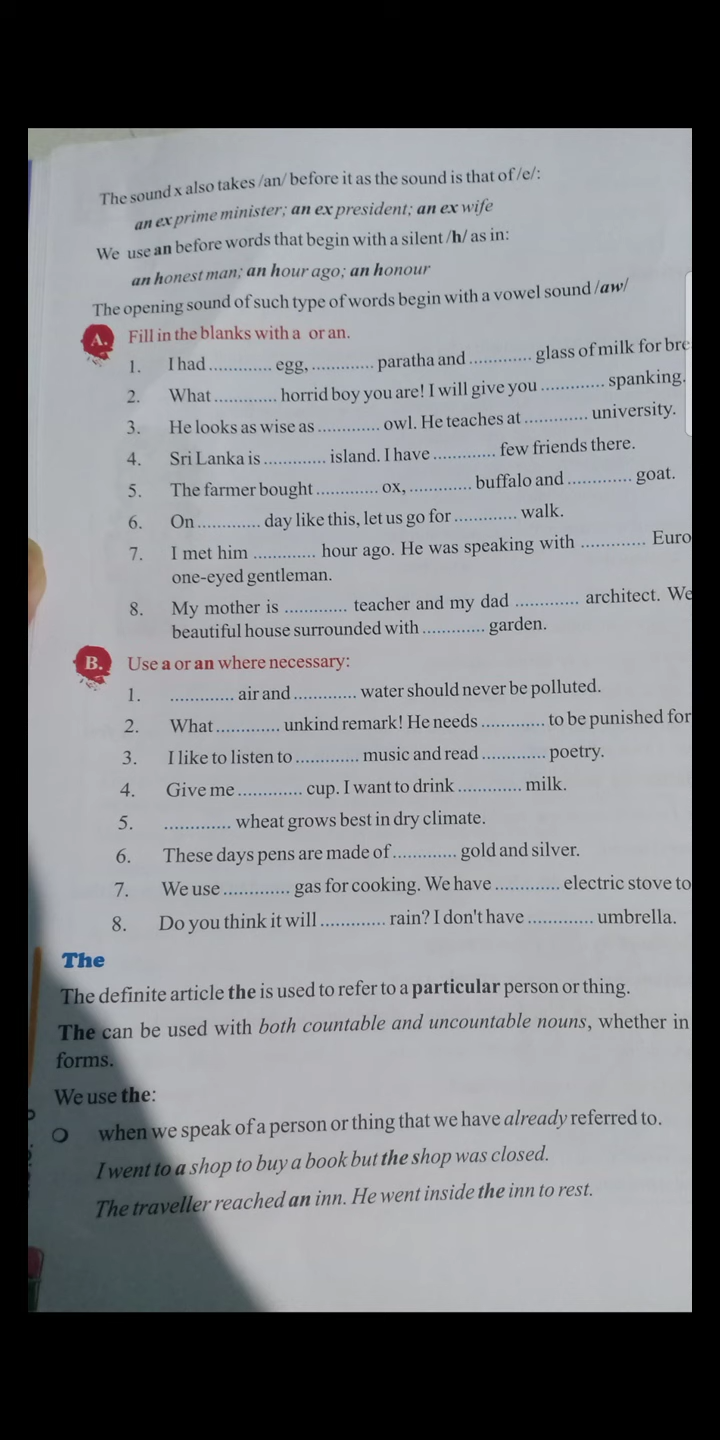 The sound x also takes /an/ before it as the sound is that of /e/:
an ex prime minister; an ex president; an ex wife
We use an before words that begin with a silent /h/ as in:
an honest man; an hour ago; an honour
The opening sound of such type of words begin with a vowel sound /aw/
A. Fill in the blanks with a or an.
1. I had ............ egg, ............ paratha and ............ glass of milk for bre
2. What ............ horrid boy you are! I will give you ............ spanking.
3. He looks as wise as ............ owl. He teaches at ............ university.
4. Sri Lanka is ............ island. I have ............ few friends there.
5. The farmer bought ............ ox, ............ buffalo and ............ goat.
6. On ............ day like this, let us go for ............ walk.
7. I met him ............ hour ago. He was speaking with ............ Euro
one-eyed gentleman.
8. My mother is ............ teacher and my dad ............ architect. We
beautiful house surrounded with ............ garden.
B. Use a or an where necessary:
1. ............ air and ............ water should never be polluted.
2. What ............ unkind remark! He needs ............ to be punished for
3. I like to listen to ............ music and read ............ poetry.
4. Give me ............ cup. I want to drink ............ milk.
5. ............ wheat grows best in dry climate.
6. These days pens are made of ............ gold and silver.
7. We use ............ gas for cooking. We have ............ electric stove to
8. Do you think it will ............ rain? I don't have ............ umbrella.
The
The definite article the is used to refer to a particular person or thing.
The can be used with both countable and uncountable nouns, whether in
forms.
We use the:
when we speak of a person or thing that we have already referred to.
I went to a shop to buy a book but the shop was closed.
The traveller reached an inn. He went inside the inn to rest.